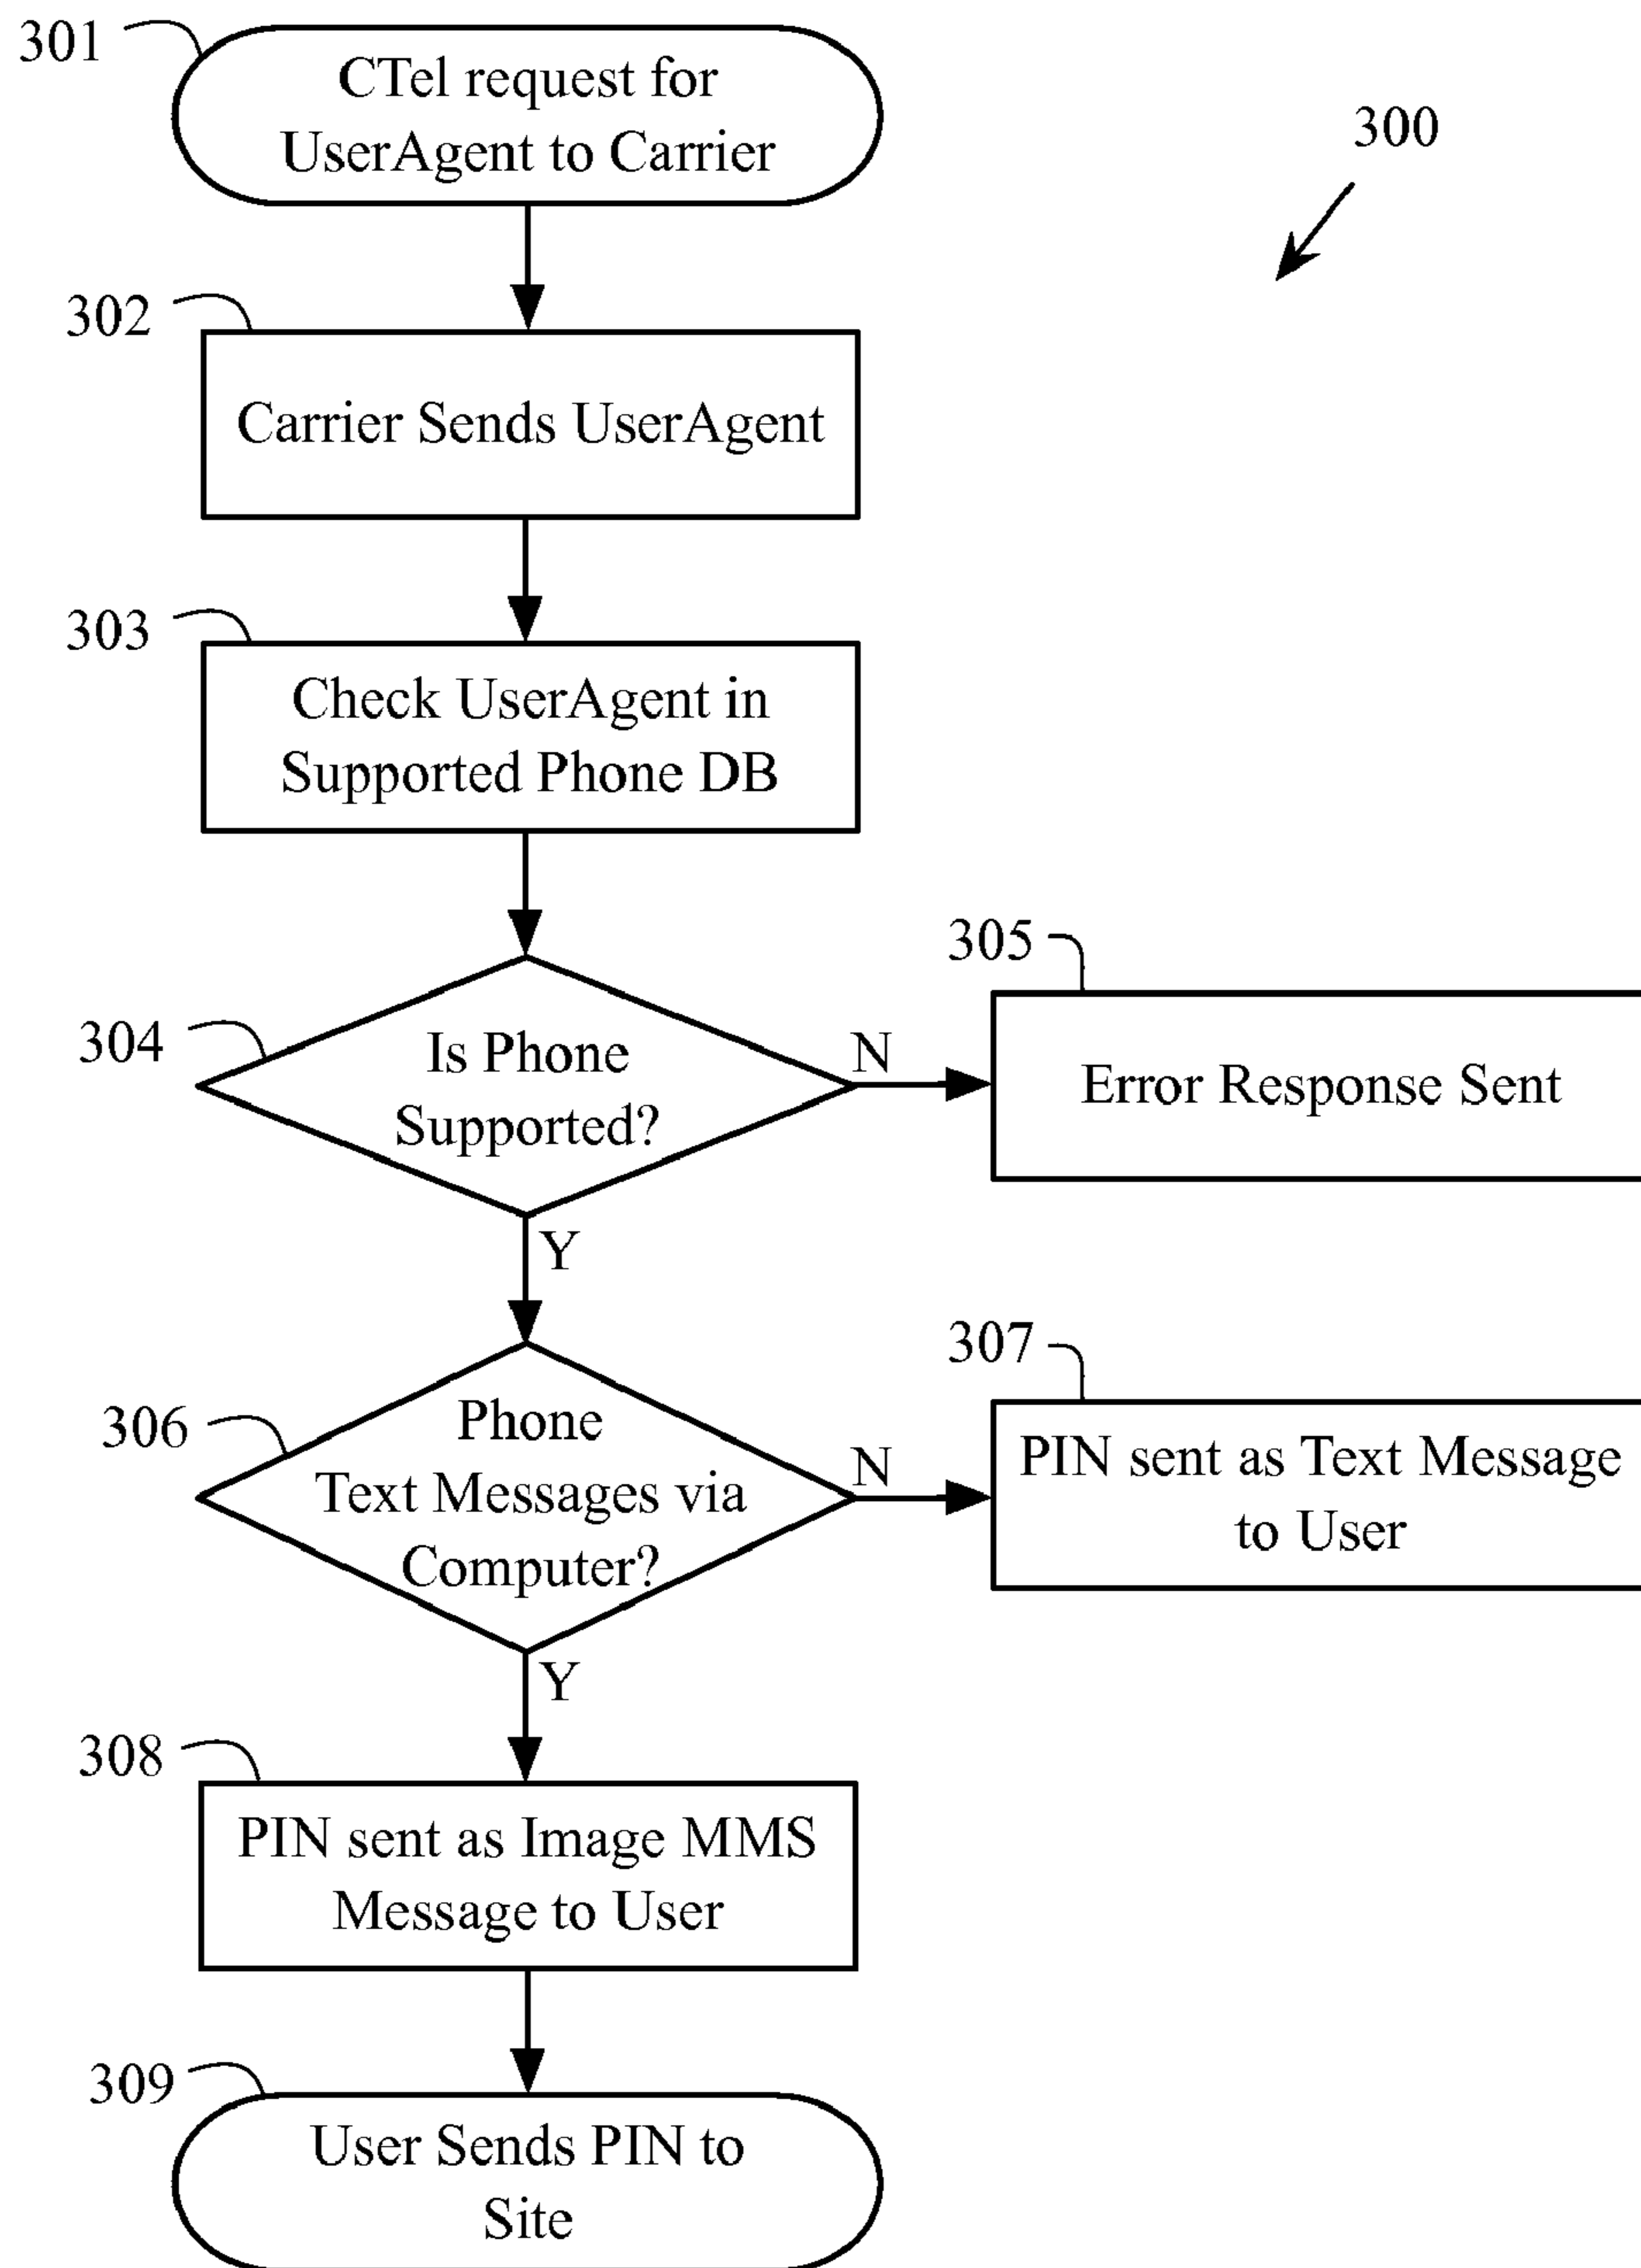 301
CTel request for
UserAgent to Carrier
300
302
Carrier Sends UserAgent
303
Check UserAgent in
Supported Phone DB
304
Is Phone
Supported?
N
305
Error Response Sent
Y
306
Phone
Text Messages via
Computer?
N
307
PIN sent as Text Message
to User
Y
308
PIN sent as Image MMS
Message to User
309
User Sends PIN to
Site